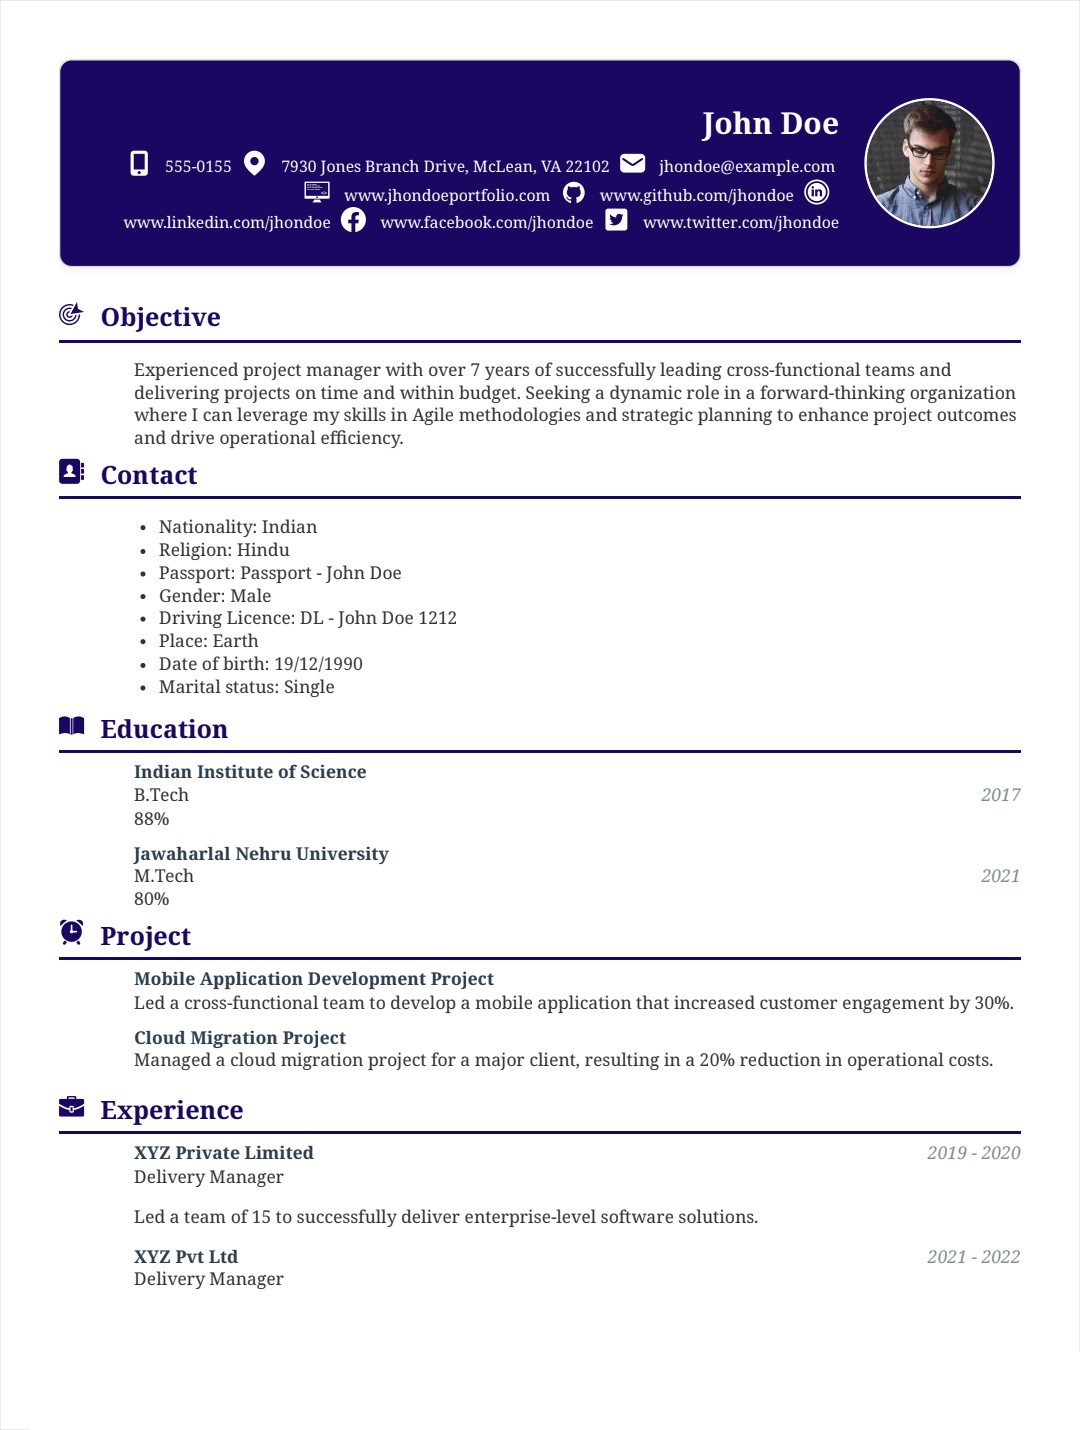 John Doe
555-0155 7930 Jones Branch Drive, McLean, VA 22102 jhondoe@example.com
www.jhondoeportfolio.com www.github.com/jhondoe in
www.linkedin.com/jhondoe www.facebook.com/jhondoe www.twitter.com/jhondoe
Objective
Experienced project manager with over 7 years of successfully leading cross-functional teams and
delivering projects on time and within budget. Seeking a dynamic role in a forward-thinking organization
where I can leverage my skills in Agile methodologies and strategic planning to enhance project outcomes
and drive operational efficiency.
Contact
• Nationality: Indian
• Religion: Hindu
• Passport: Passport - John Doe
• Gender: Male
• Driving Licence: DL - John Doe 1212
• Place: Earth
• Date of birth: 19/12/1990
• Marital status: Single
Education
Indian Institute of Science
B.Tech 2017
88%
Jawaharlal Nehru University
M.Tech 2021
80%
Project
Mobile Application Development Project
Led a cross-functional team to develop a mobile application that increased customer engagement by 30%.
Cloud Migration Project
Managed a cloud migration project for a major client, resulting in a 20% reduction in operational costs.
Experience
XYZ Private Limited 2019 - 2020
Delivery Manager
Led a team of 15 to successfully deliver enterprise-level software solutions.
XYZ Pvt Ltd 2021 - 2022
Delivery Manager